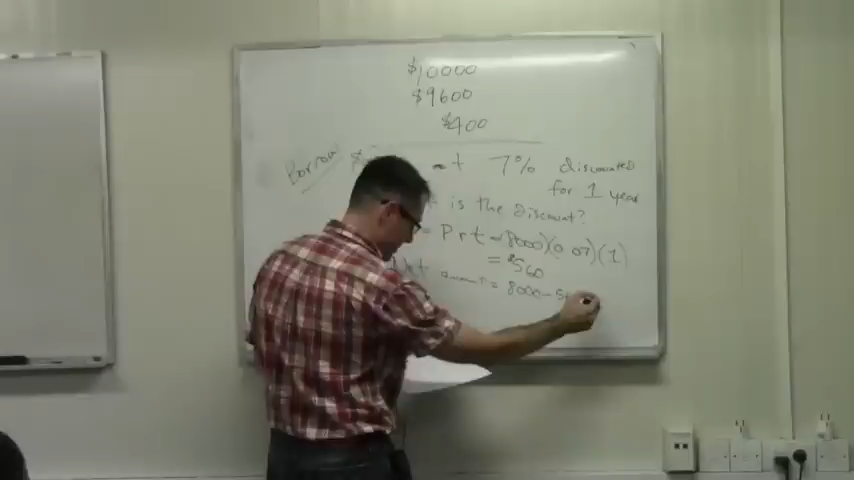 $10000
$9600
$400
Borrow $ 7% discounted
for 1 year
is the Discount?
= Prt = 8000)(0.07)(1)
= $560
amount = 8000 -